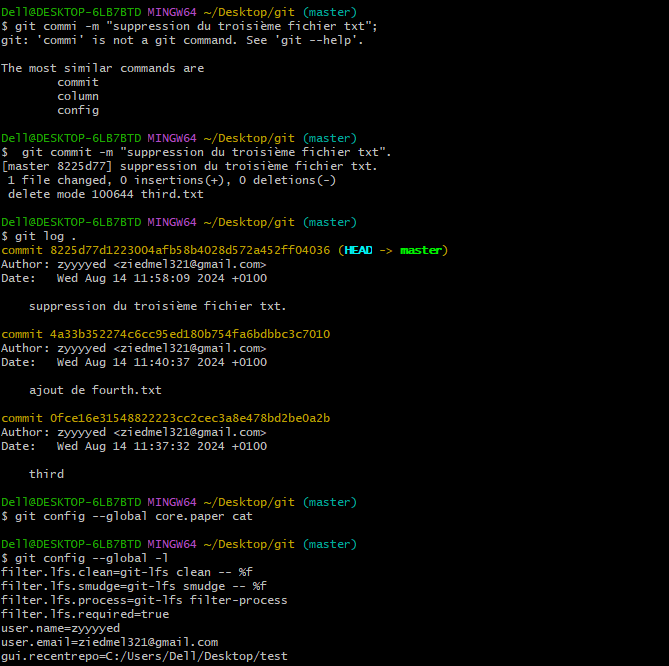 Dell@DESKTOP-6LB7BTD MINGW64 ~/Desktop/git (master)
$ git commi -m "suppression du troisième fichier txt";
git: 'commi' is not a git command. See 'git --help'.
The most similar commands are
commit
column
config
Dell@DESKTOP-6LB7BTD MINGW64 ~/Desktop/git (master)
$  git commit -m "suppression du troisième fichier txt".
[master 8225d77] suppression du troisième fichier txt.
1 file changed, 0 insertions(+), 0 deletions(-)
delete mode 100644 third.txt
Dell@DESKTOP-6LB7BTD MINGW64 ~/Desktop/git (master)
$ git log .
commit 8225d77d1223004afb58b4028d572a452ff04036 (HEAD -> master)
Author: zyyyyed <ziedmel321@gmail.com>
Date:   Wed Aug 14 11:58:09 2024 +0100
suppression du troisième fichier txt.
commit 4a33b352274c6cc95ed180b754fa6bdbbc3c7010
Author: zyyyyed <ziedmel321@gmail.com>
Date:   Wed Aug 14 11:40:37 2024 +0100
ajout de fourth.txt
commit 0fce16e31548822223cc2cec3a8e478bd2be0a2b
Author: zyyyyed <ziedmel321@gmail.com>
Date:   Wed Aug 14 11:37:32 2024 +0100
third
Dell@DESKTOP-6LB7BTD MINGW64 ~/Desktop/git (master)
$ git config --global core.paper cat
Dell@DESKTOP-6LB7BTD MINGW64 ~/Desktop/git (master)
$ git config --global -l
filter.lfs.clean=git-lfs clean -- %f
filter.lfs.smudge=git-lfs smudge -- %f
filter.lfs.process=git-lfs filter-process
filter.lfs.required=true
user.name=zyyyyed
user.email=ziedmel321@gmail.com
gui.recentrepo=C:/Users/Dell/Desktop/test